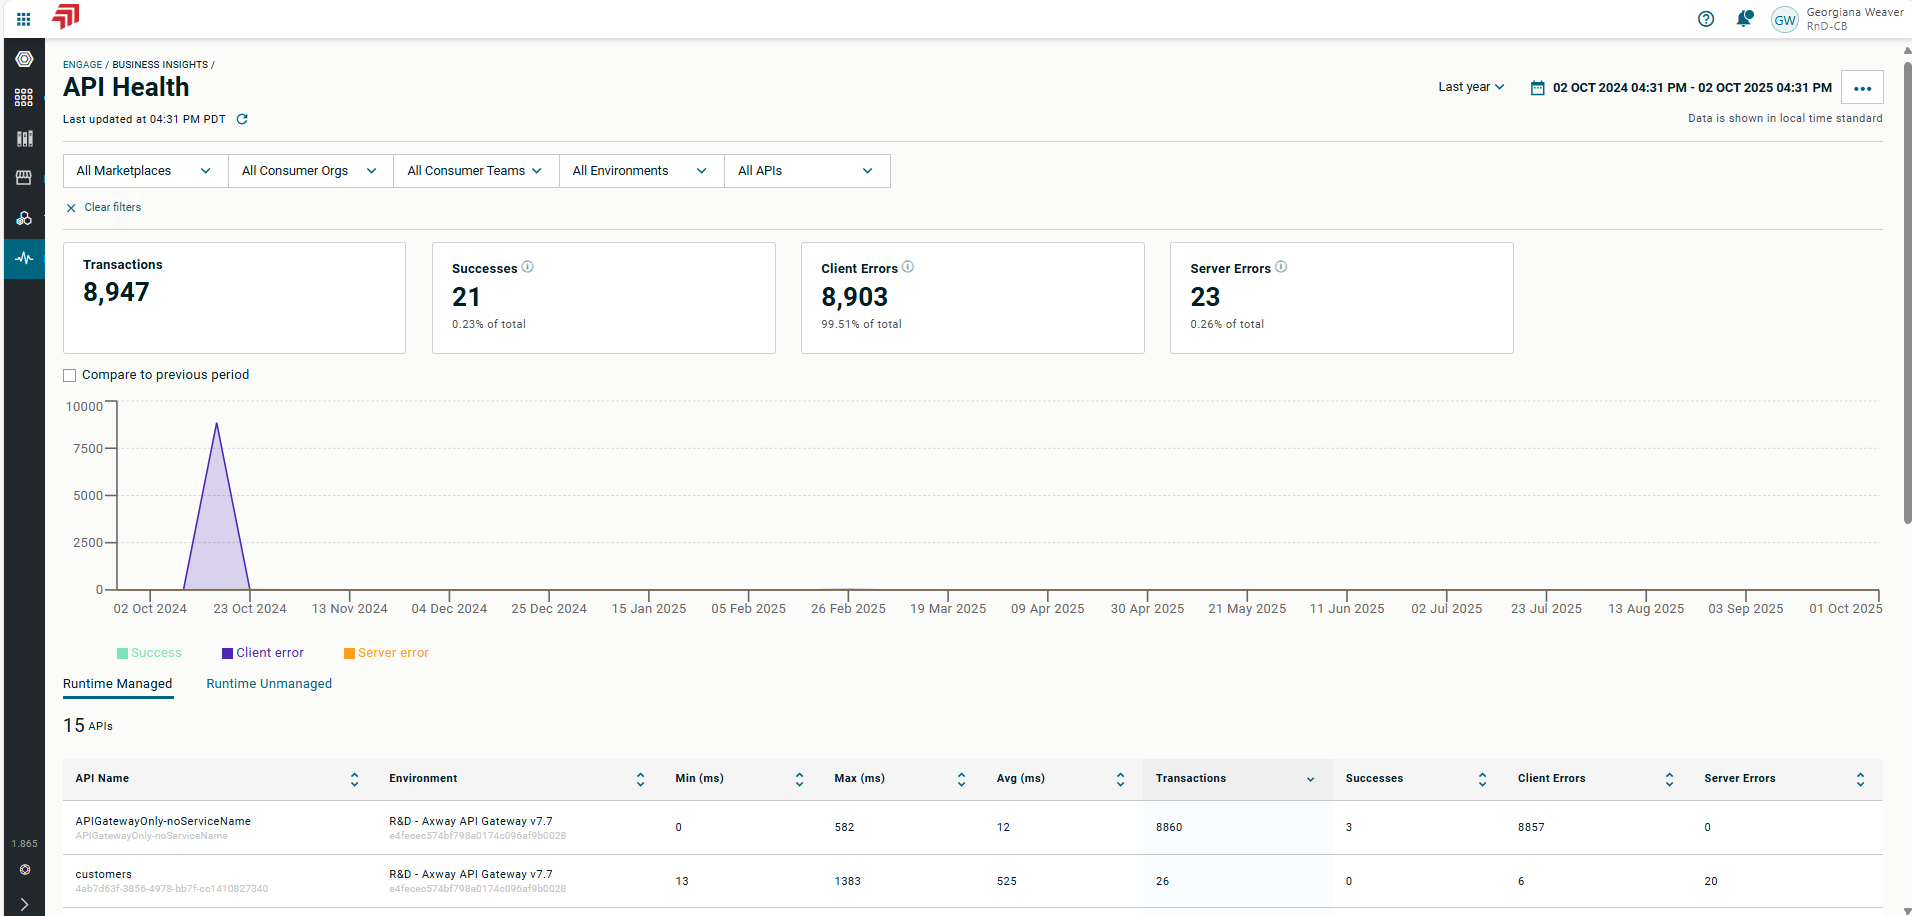 GW
Georgiana Weaver
RnD-CB
ENGAGE / BUSINESS INSIGHTS /
API Health
Last year
02 OCT 2024 04:31 PM - 02 OCT 2025 04:31 PM
Last updated at 04:31 PM PDT
Data is shown in local time standard
All Marketplaces
All Consumer Orgs
All Consumer Teams
All Environments
All APIs
Clear filters
Transactions
8,947
Successes
21
0.23% of total
Client Errors
8,903
99.51% of total
Server Errors
23
0.26% of total
Compare to previous period
10000
7500
5000
2500
0
02 Oct 2024 23 Oct 2024 13 Nov 2024 04 Dec 2024 25 Dec 2024 15 Jan 2025 05 Feb 2025 26 Feb 2025 19 Mar 2025 09 Apr 2025 30 Apr 2025 21 May 2025 11 Jun 2025 02 Jul 2025 23 Jul 2025 13 Aug 2025 03 Sep 2025 01 Oct 2025
Success Client error Server error
Runtime Managed Runtime Unmanaged
15 APIs
API Name Environment Min (ms) Max (ms) Avg (ms) Transactions Successes Client Errors Server Errors
APIGatewayOnly-noServiceName R&D - Axway API Gateway v7.7 0 582 12 8860 3 8857 0
APIGatewayOnly-noServiceName e4fecec574bf798a0174c096af9b0028
customers R&D - Axway API Gateway v7.7 13 1383 525 26 0 6 20
4ab7d63f-3856-4978-bb7f-cc1410827340 e4fecec574bf798a0174c096af9b0028
1.865